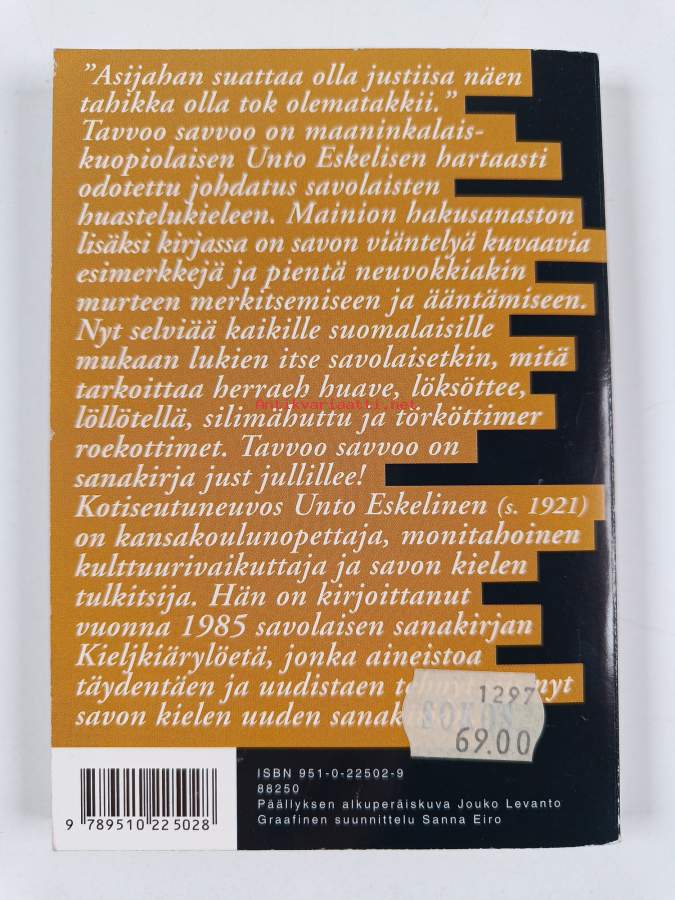 ”Asijahan suattaa olla justiisa näen
tahikka olla tok olematakkii.”
Tavvoo savvoo on maaninkalais-
kuopiolaisen Unto Eskelisen hartaasti
odotettu johdatus savolaisten
huastelukieleen. Mainion hakusanaston
lisäksi kirjassa on savon viäntelyä kuvaavia
esimerkkejä ja pientä neuvokkiakin
murteen merkitsemiseen ja ääntämiseen.
Nyt selviää kaikille suomalaisille
mukaan lukien itse savolaisetkin, mitä
tarkoittaa herraeh huave, löksöttee,
löllötellä, silimähuttu ja törköttimer
Antikvariaatti.net
roekottimet. Tavvoo savvoo on
sanakirja just jullillee!
Kotiseutuneuvos Unto Eskelinen (s. 1921)
on kansakoulunopettaja, monitahoinen
kulttuurivaikuttaja ja savon kielen
tulkitsija. Hän on kirjoittanut
vuonna 1985 savolaisen sanakirjan
Kieljkiärylöetä, jonka aineistoa
täydentäen ja uudistaen nyt
savon kielen uuden
1297
SOKOS
69.00
ISBN 951-0-22502-9
88250
Päällyksen alkuperäiskuva Jouko Levanto
Graafinen suunnittelu Sanna Eiro
9 789510 225028